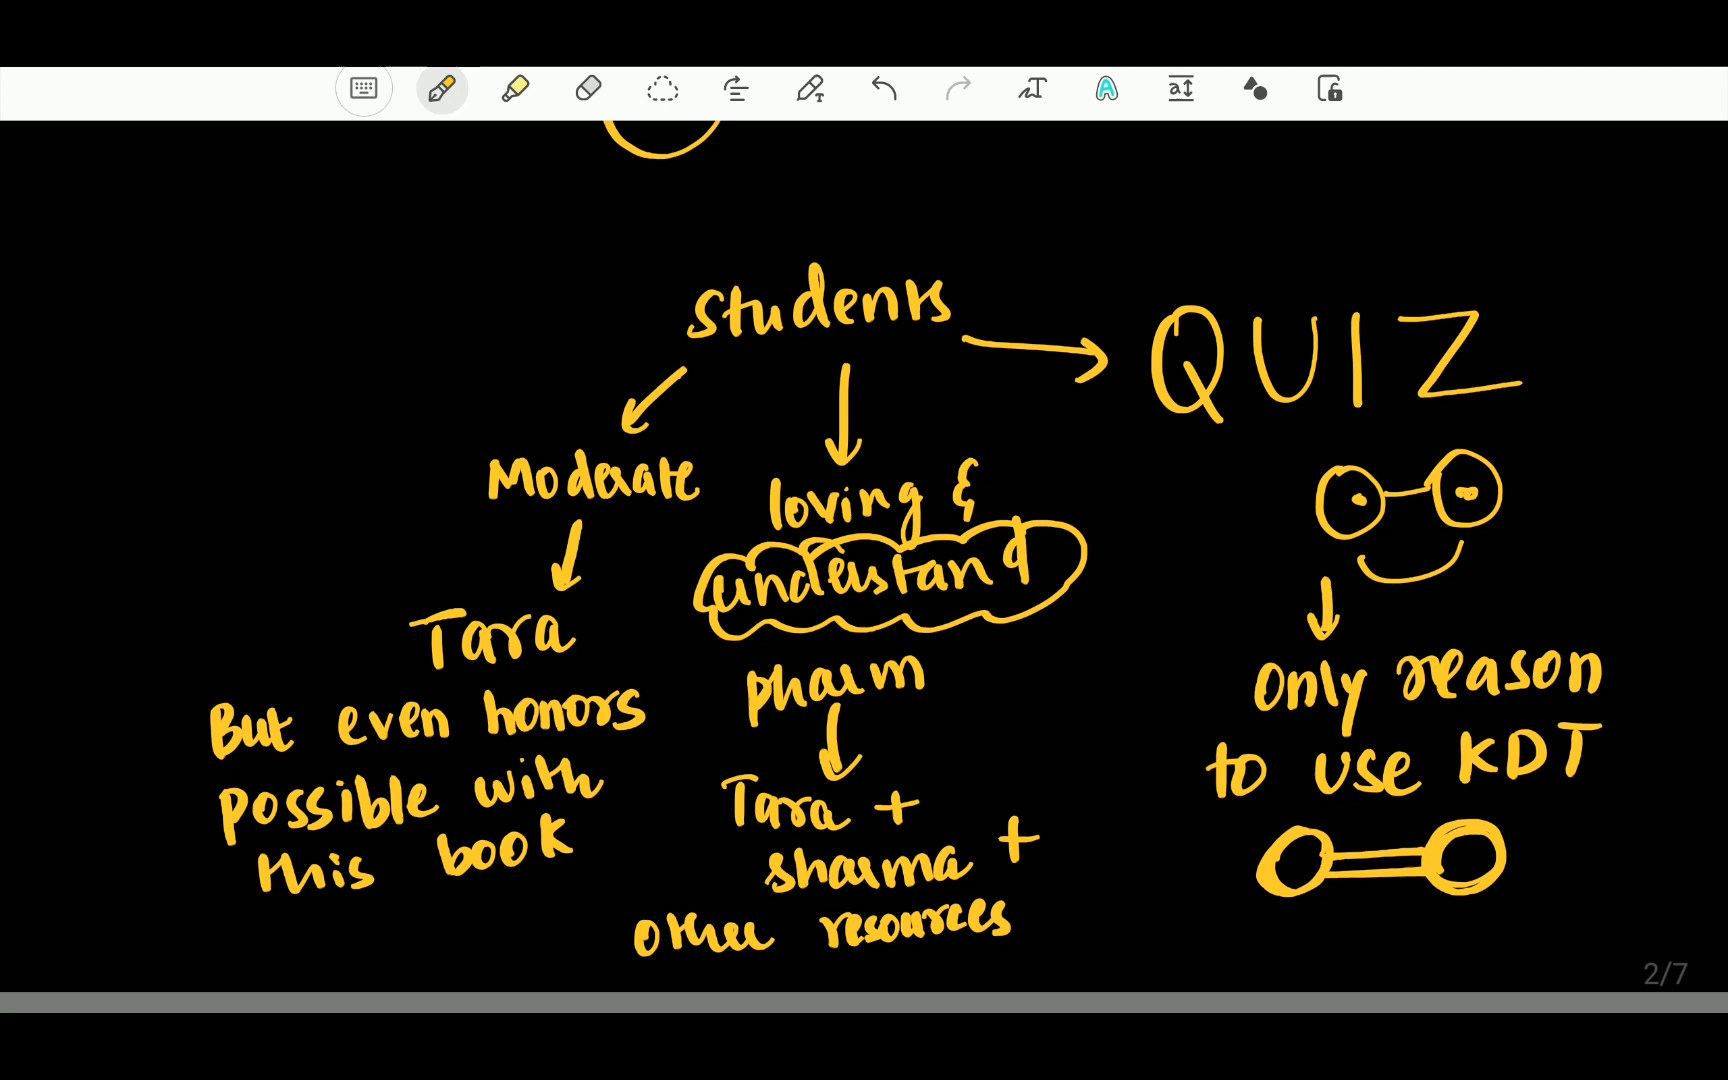 Students
QUIZ
Moderate
loving &
understand
pharm
Tara
But even honors
possible with
this book
Tara +
sharma +
other resources
Only reason
to use KDT
2/7